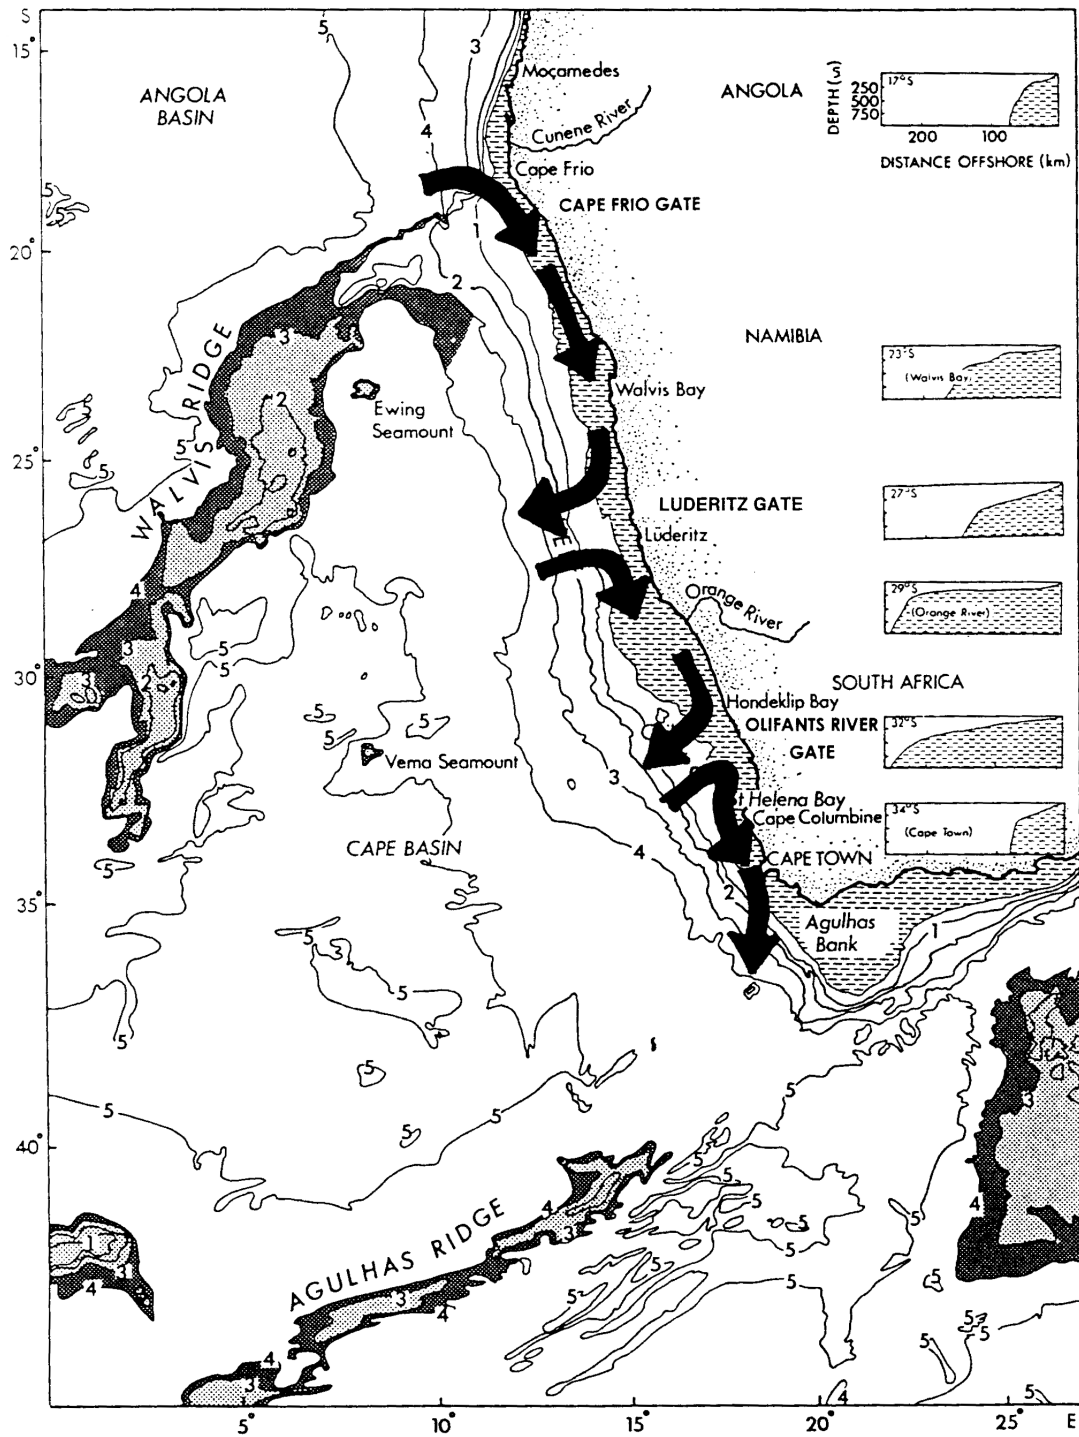 S
15°
20°
25°
30°
35°
40°
5°
10°
15°
20°
25°
E
ANGOLA
BASIN
Moçamedes
ANGOLA
Cunene River
Cape Frio
CAPE FRIO GATE
DEPTH (s)
17°S
250
500
750
200
100
DISTANCE OFFSHORE (km)
WALVIS RIDGE
Ewing
Seamount
NAMIBIA
Walvis Bay
23°S
(Walvis Bay)
LUDERITZ GATE
Lüderitz
27°S
Orange River
29°S
(Orange River)
E
SOUTH AFRICA
Hondeklip Bay
OLIFANTS RIVER
GATE
32°S
Vema Seamount
t Helena Bay
Cape Columbine
34°S
(Cape Town)
CAPE BASIN
CAPE TOWN
Agulhas
Bank
AGULHAS RIDGE
5
4
3
2
1